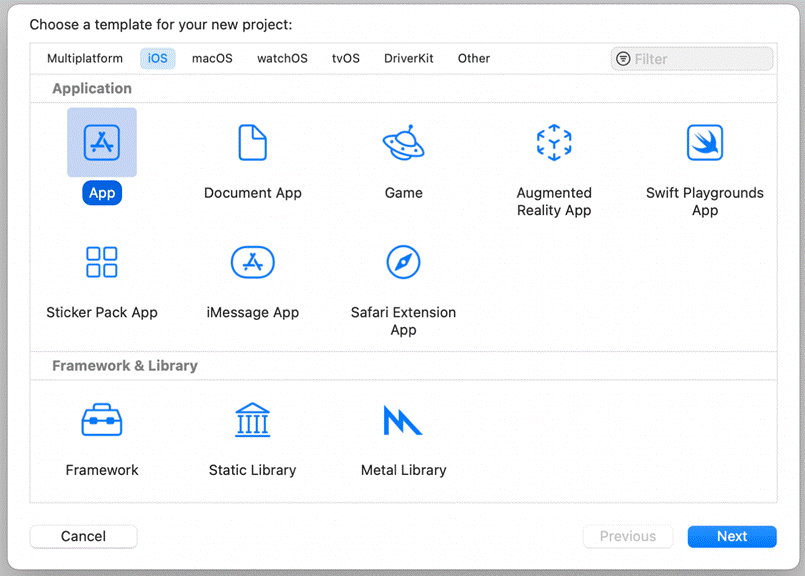 Choose a template for your new project:
Multiplatform iOS macOS watchOS tvOS DriverKit Other Filter
Application
App Document App Game Augmented Reality App Swift Playgrounds App
Sticker Pack App iMessage App Safari Extension App
Framework & Library
Framework Static Library Metal Library
Cancel Previous Next